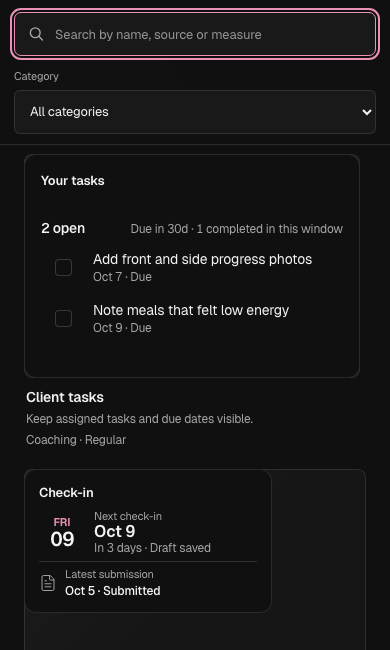 Search by name, source or measure
Category
All categories
Your tasks
2 open
Due in 30d · 1 completed in this window
Add front and side progress photos
Oct 7 · Due
Note meals that felt low energy
Oct 9 · Due
Client tasks
Keep assigned tasks and due dates visible.
Coaching · Regular
Check-in
FRI
09
Next check-in
Oct 9
In 3 days · Draft saved
Latest submission
Oct 5 · Submitted